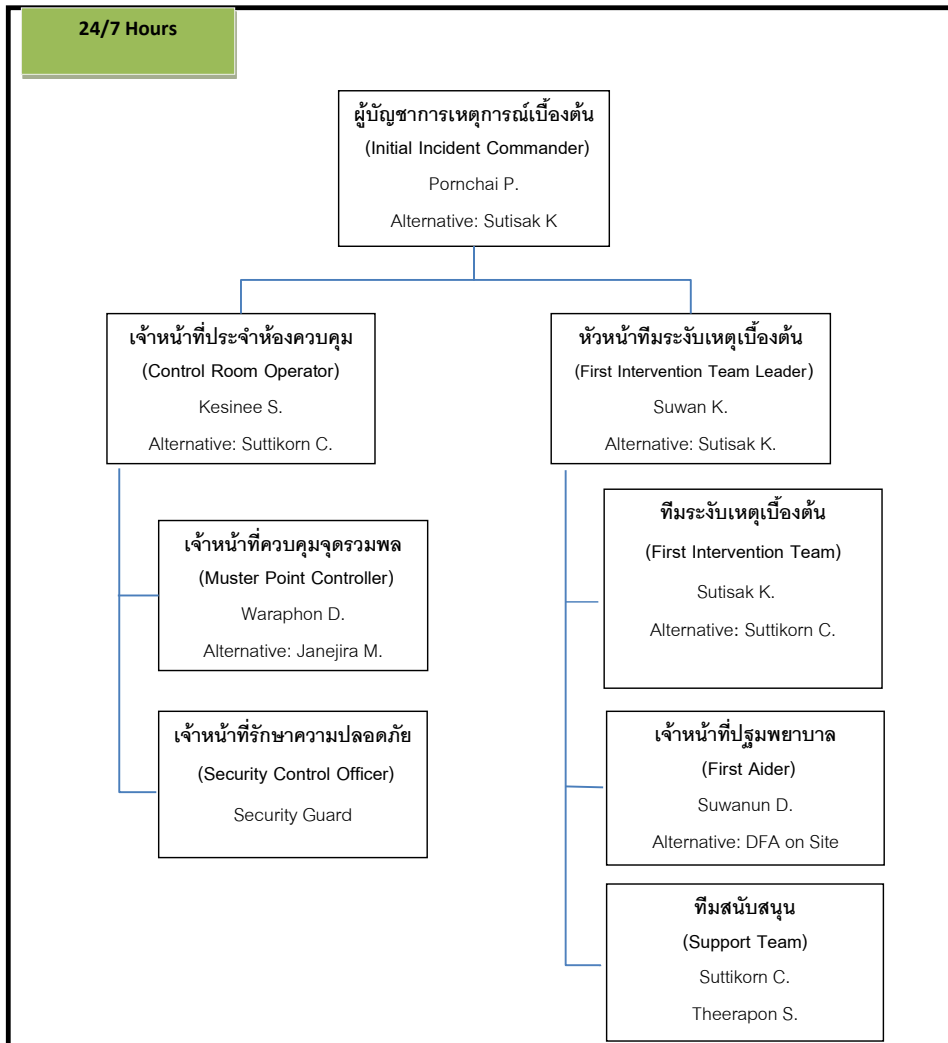 24/7 Hours
ผู้บัญชาการเหตุการณ์เบื้องต้น
(Initial Incident Commander)
Pornchai P.
Alternative: Sutisak K
เจ้าหน้าที่ประจำห้องควบคุม
(Control Room Operator)
Kesinee S.
Alternative: Suttikorn C.
หัวหน้าทีมระงับเหตุเบื้องต้น
(First Intervention Team Leader)
Suwan K.
Alternative: Sutisak K.
เจ้าหน้าที่ควบคุมจุดรวมพล
(Muster Point Controller)
Waraphon D.
Alternative: Janejira M.
เจ้าหน้าที่รักษาความปลอดภัย
(Security Control Officer)
Security Guard
ทีมระงับเหตุเบื้องต้น
(First Intervention Team)
Sutisak K.
Alternative: Suttikorn C.
เจ้าหน้าที่ปฐมพยาบาล
(First Aider)
Suwanun D.
Alternative: DFA on Site
ทีมสนับสนุน
(Support Team)
Suttikorn C.
Theerapon S.